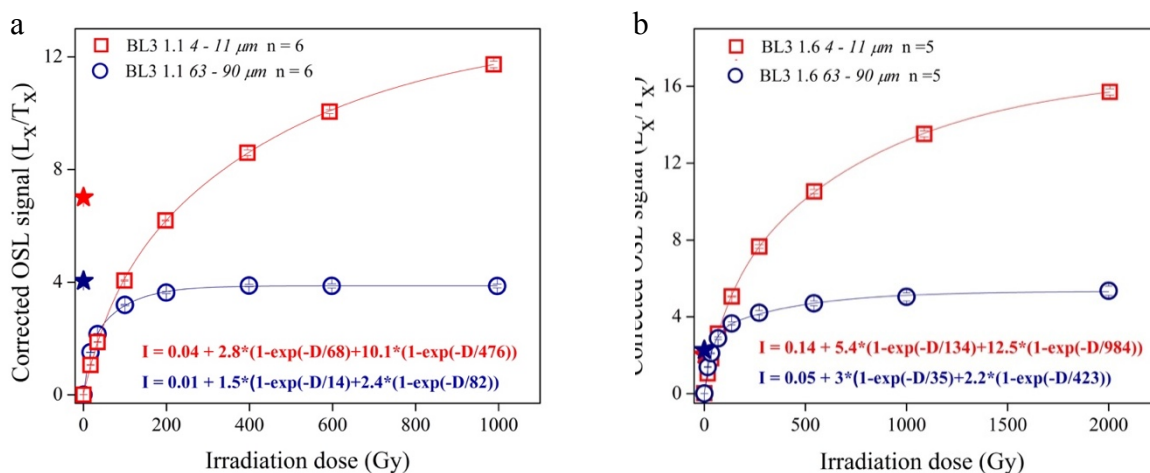 a
BL3 1.1 4 - 11 μm n = 6
BL3 1.1 63 - 90 μm n = 6
12
8
4
0
Corrected OSL signal (LX/TX)
I = 0.04 + 2.8*(1-exp(-D/68)+10.1*(1-exp(-D/476))
I = 0.01 + 1.5*(1-exp(-D/14)+2.4*(1-exp(-D/82))
0 200 400 600 800 1000
Irradiation dose (Gy)
b
BL3 1.6 4 - 11 μm n =5
BL3 1.6 63 - 90 μm n =5
16
12
8
4
0
Corrected OSL signal (LX/TX)
I = 0.14 + 5.4*(1-exp(-D/134)+12.5*(1-exp(-D/984))
I = 0.05 + 3*(1-exp(-D/35)+2.2*(1-exp(-D/423))
0 500 1000 1500 2000
Irradiation dose (Gy)